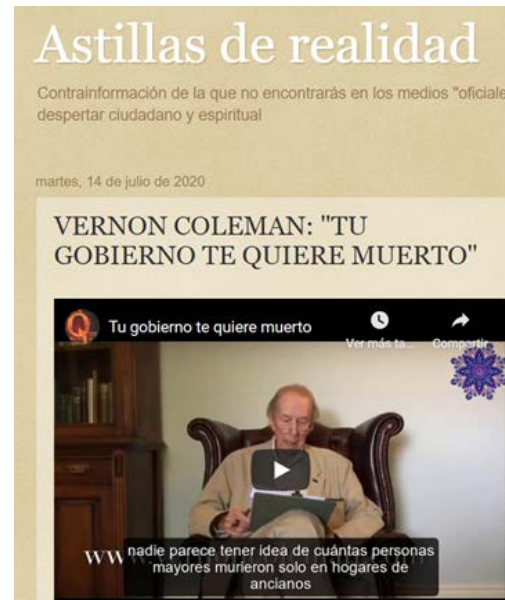 Astillas de realidad
Contrainformación de la que no encontrarás en los medios "oficiale
despertar ciudadano y espiritual
martes, 14 de julio de 2020
VERNON COLEMAN: "TU
GOBIERNO TE QUIERE MUERTO"
Tu gobierno te quiere muerto
Ver más ta... Compartir
nadie parece tener idea de cuántas personas
mayores murieron solo en hogares de
ancianos